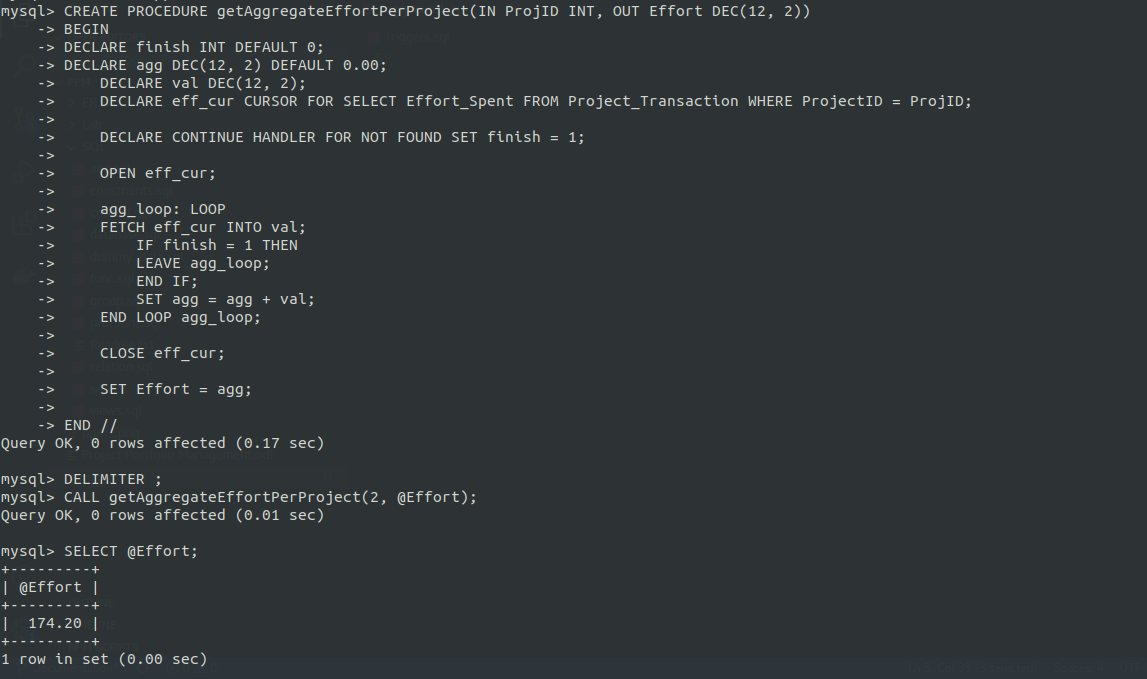 mysql> CREATE PROCEDURE getAggregateEffortPerProject(IN ProjID INT, OUT Effort DEC(12, 2))
    -> BEGIN
    -> DECLARE finish INT DEFAULT 0;
    -> DECLARE agg DEC(12, 2) DEFAULT 0.00;
    ->     DECLARE val DEC(12, 2);
    ->     DECLARE eff_cur CURSOR FOR SELECT Effort_Spent FROM Project_Transaction WHERE ProjectID = ProjID;
    ->
    ->     DECLARE CONTINUE HANDLER FOR NOT FOUND SET finish = 1;
    ->
    ->     OPEN eff_cur;
    ->
    ->     agg_loop: LOOP
    ->     FETCH eff_cur INTO val;
    ->         IF finish = 1 THEN
    ->         LEAVE agg_loop;
    ->         END IF;
    ->         SET agg = agg + val;
    ->     END LOOP agg_loop;
    ->
    ->     CLOSE eff_cur;
    ->
    ->     SET Effort = agg;
    ->
    -> END //
Query OK, 0 rows affected (0.17 sec)

mysql> DELIMITER ;
mysql> CALL getAggregateEffortPerProject(2, @Effort);
Query OK, 0 rows affected (0.01 sec)

mysql> SELECT @Effort;
+---------+
| @Effort |
+---------+
|  174.20 |
+---------+
1 row in set (0.00 sec)